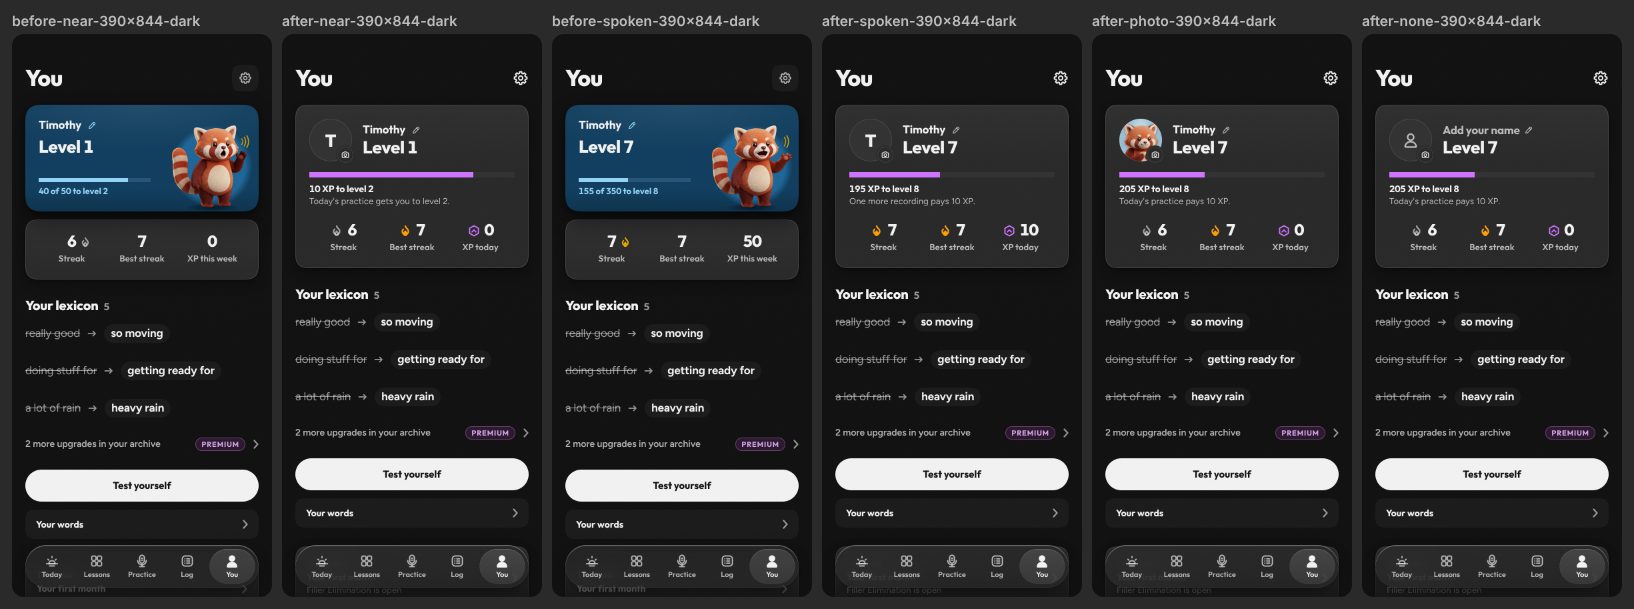 before-near-390×844-dark
You
Timothy
Level 1
40 of 50 to level 2
6 7 0
Streak Best streak XP this week
Your lexicon 5
really good → so moving
doing stuff for → getting ready for
a lot of rain → heavy rain
2 more upgrades in your archive PREMIUM
Test yourself
Your words
Today Lessons Practice Log You
Your first month
after-near-390×844-dark
You
T
Timothy
Level 1
10 XP to level 2
Today's practice gets you to level 2.
6 7 0
Streak Best streak XP today
Your lexicon 5
really good → so moving
doing stuff for → getting ready for
a lot of rain → heavy rain
2 more upgrades in your archive PREMIUM
Test yourself
Your words
Today Lessons Practice Log You
Filler Elimination is open
before-spoken-390×844-dark
You
Timothy
Level 7
155 of 350 to level 8
7 7 50
Streak Best streak XP this week
Your lexicon 5
really good → so moving
doing stuff for → getting ready for
a lot of rain → heavy rain
2 more upgrades in your archive PREMIUM
Test yourself
Your words
Today Lessons Practice Log You
Your first month
after-spoken-390×844-dark
You
T
Timothy
Level 7
195 XP to level 8
One more recording pays 10 XP.
7 7 10
Streak Best streak XP today
Your lexicon 5
really good → so moving
doing stuff for → getting ready for
a lot of rain → heavy rain
2 more upgrades in your archive PREMIUM
Test yourself
Your words
Today Lessons Practice Log You
Filler Elimination is open
after-photo-390×844-dark
You
Timothy
Level 7
205 XP to level 8
Today's practice pays 10 XP.
6 7 0
Streak Best streak XP today
Your lexicon 5
really good → so moving
doing stuff for → getting ready for
a lot of rain → heavy rain
2 more upgrades in your archive PREMIUM
Test yourself
Your words
Today Lessons Practice Log You
Filler Elimination is open
after-none-390×844-dark
You
Add your name
Level 7
205 XP to level 8
Today's practice pays 10 XP.
6 7 0
Streak Best streak XP today
Your lexicon 5
really good → so moving
doing stuff for → getting ready for
a lot of rain → heavy rain
2 more upgrades in your archive PREMIUM
Test yourself
Your words
Today Lessons Practice Log You
Filler Elimination is open